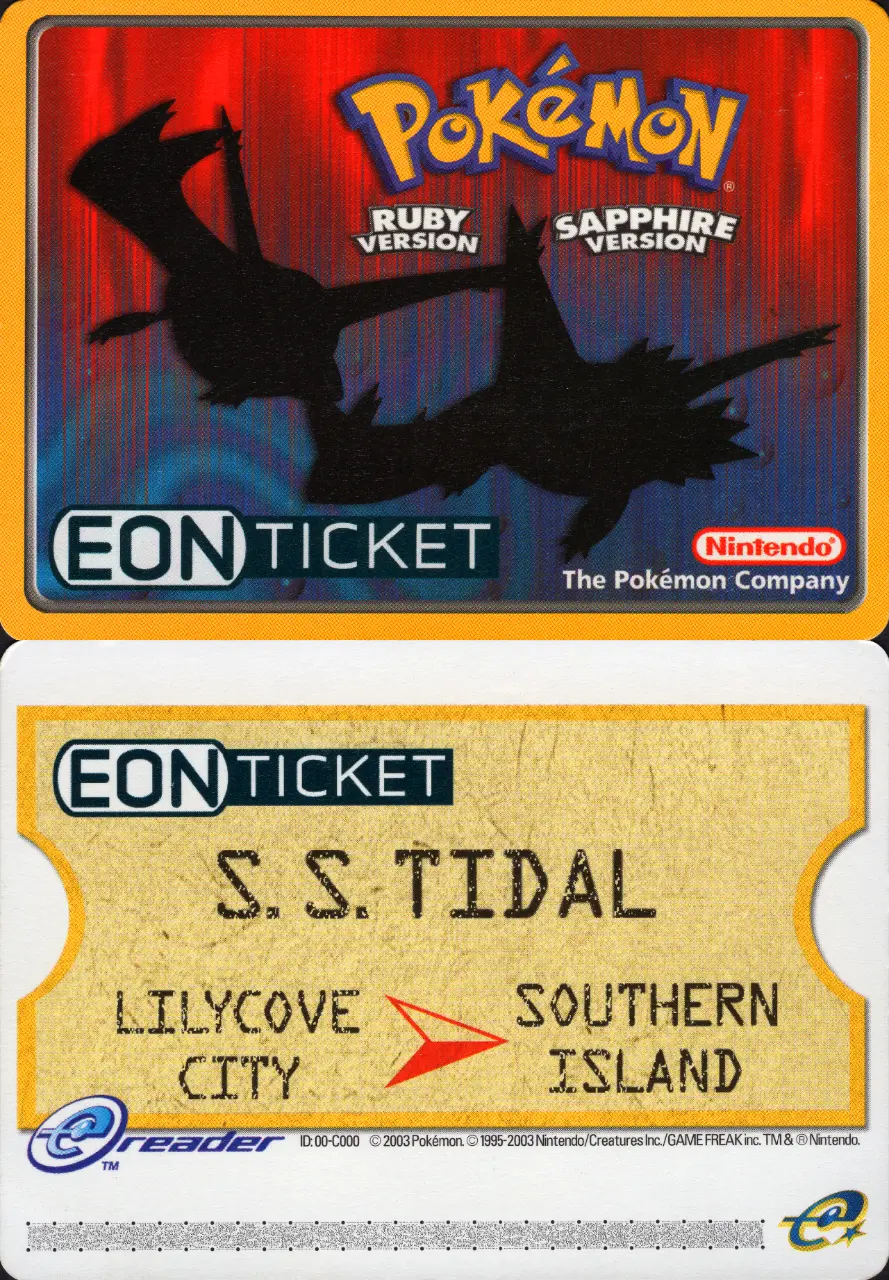 POKÉMON®
RUBY VERSION
SAPPHIRE VERSION
EON TICKET
Nintendo®
The Pokémon Company
EON TICKET
S.S. TIDAL
LILYCOVE CITY
SOUTHERN ISLAND
e reader TM
ID: 00-C000 © 2003 Pokémon. © 1995-2003 Nintendo/Creatures Inc./GAME FREAK inc. TM & ® Nintendo.
e